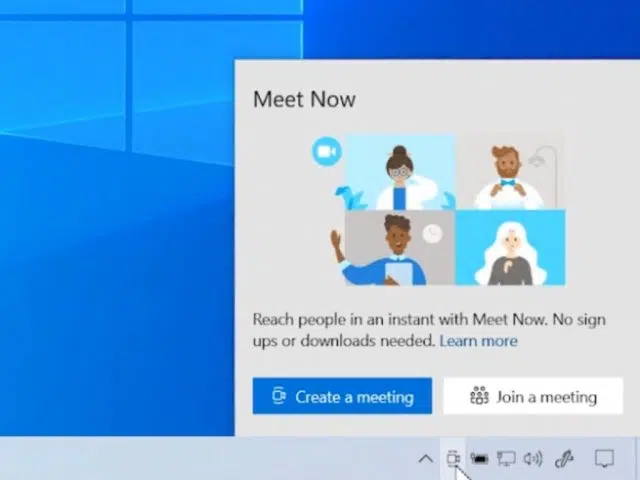 Meet Now
Reach people in an instant with Meet Now. No sign
ups or downloads needed. Learn more
Create a meeting
Join a meeting